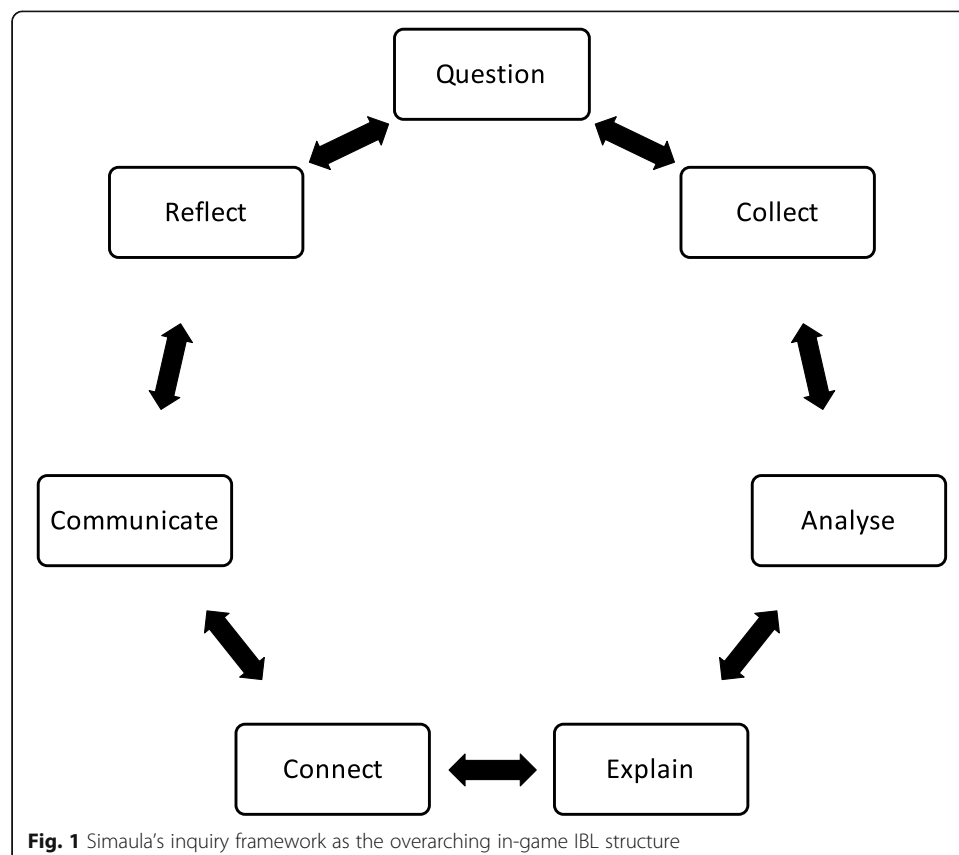 Question
Reflect
Collect
Communicate
Analyse
Connect
Explain
Fig. 1 Simaula's inquiry framework as the overarching in-game IBL structure